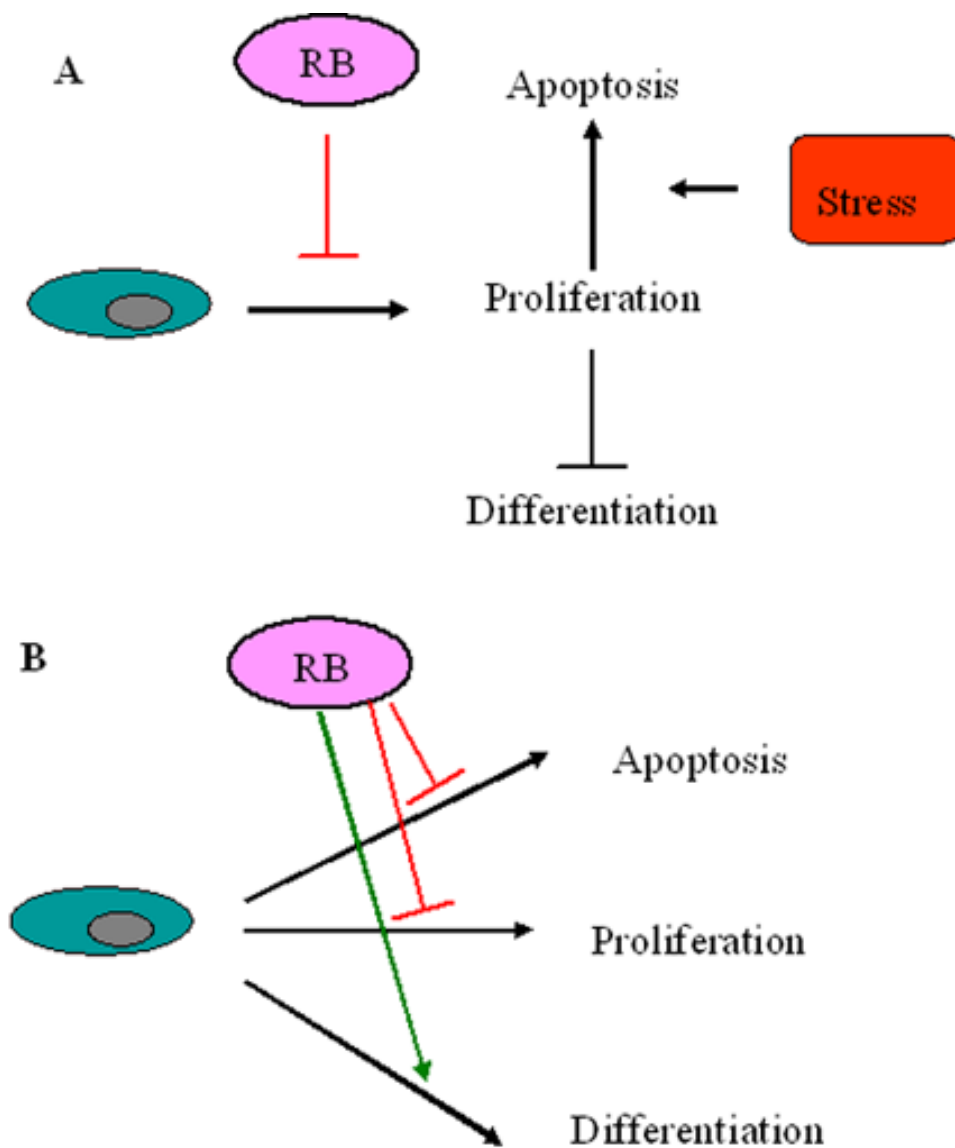 A
RB
Apoptosis
Stress
Proliferation
Differentiation
B
RB
Apoptosis
Proliferation
Differentiation